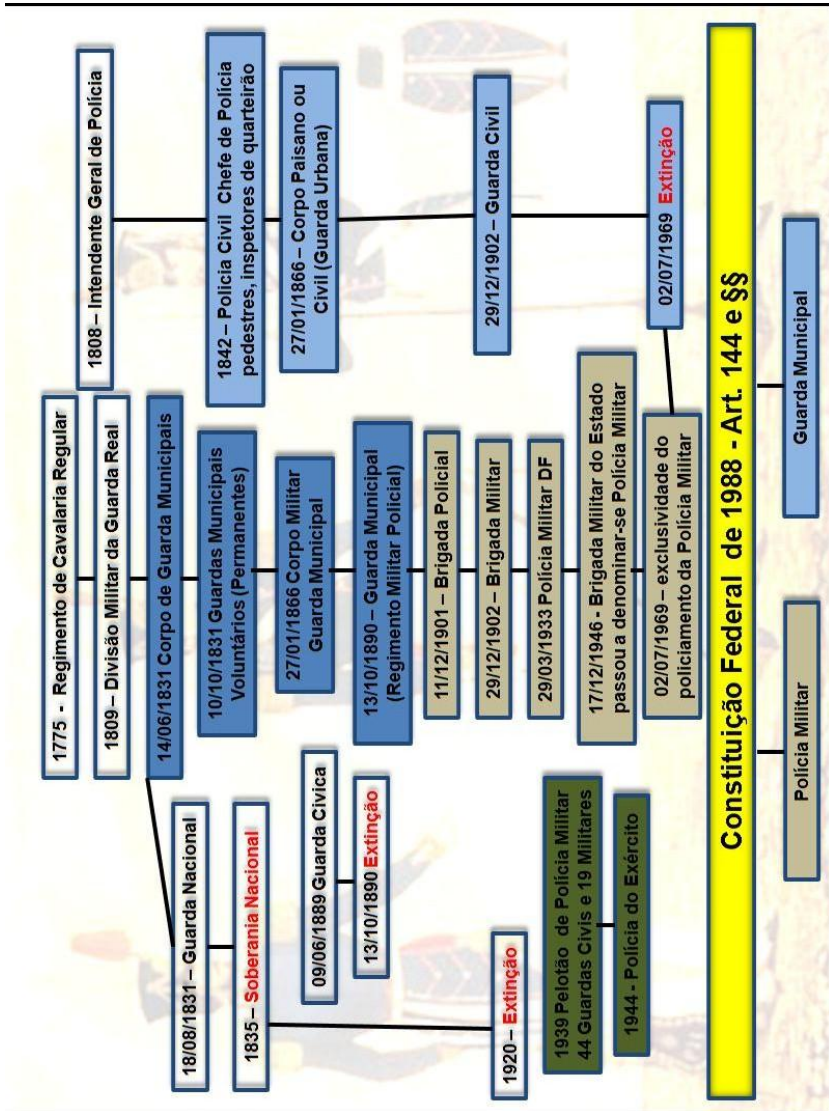 1775 - Regimento de Cavalaria Regular
1809 – Divisão Militar da Guarda Real
14/06/1831 Corpo de Guarda Municipais
10/10/1831 Guardas Municipais
Voluntários (Permanentes)
27/01/1866 Corpo Militar
Guarda Municipal
13/10/1890 – Guarda Municipal
(Regimento Militar Policial)
11/12/1901 – Brigada Policial
29/12/1902 – Brigada Militar
29/03/1933 Polícia Militar DF
17/12/1946 - Brigada Militar do Estado
passou a denominar-se Polícia Militar
02/07/1969 – exclusividade do
policiamento da Polícia Militar
18/08/1831 – Guarda Nacional
1835 – Soberania Nacional
09/06/1889 Guarda Cívica
13/10/1890 Extinção
1920 – Extinção
1939 Pelotão de Polícia Militar
44 Guardas Civis e 19 Militares
1944 - Polícia do Exército
1808 – Intendente Geral de Polícia
1842 – Polícia Civil Chefe de Polícia
pedestres, inspetores de quarteirão
27/01/1866 – Corpo Paisano ou
Civil (Guarda Urbana)
29/12/1902 – Guarda Civil
02/07/1969 Extinção
Constituição Federal de 1988 - Art. 144 e §§
Polícia Militar
Guarda Municipal